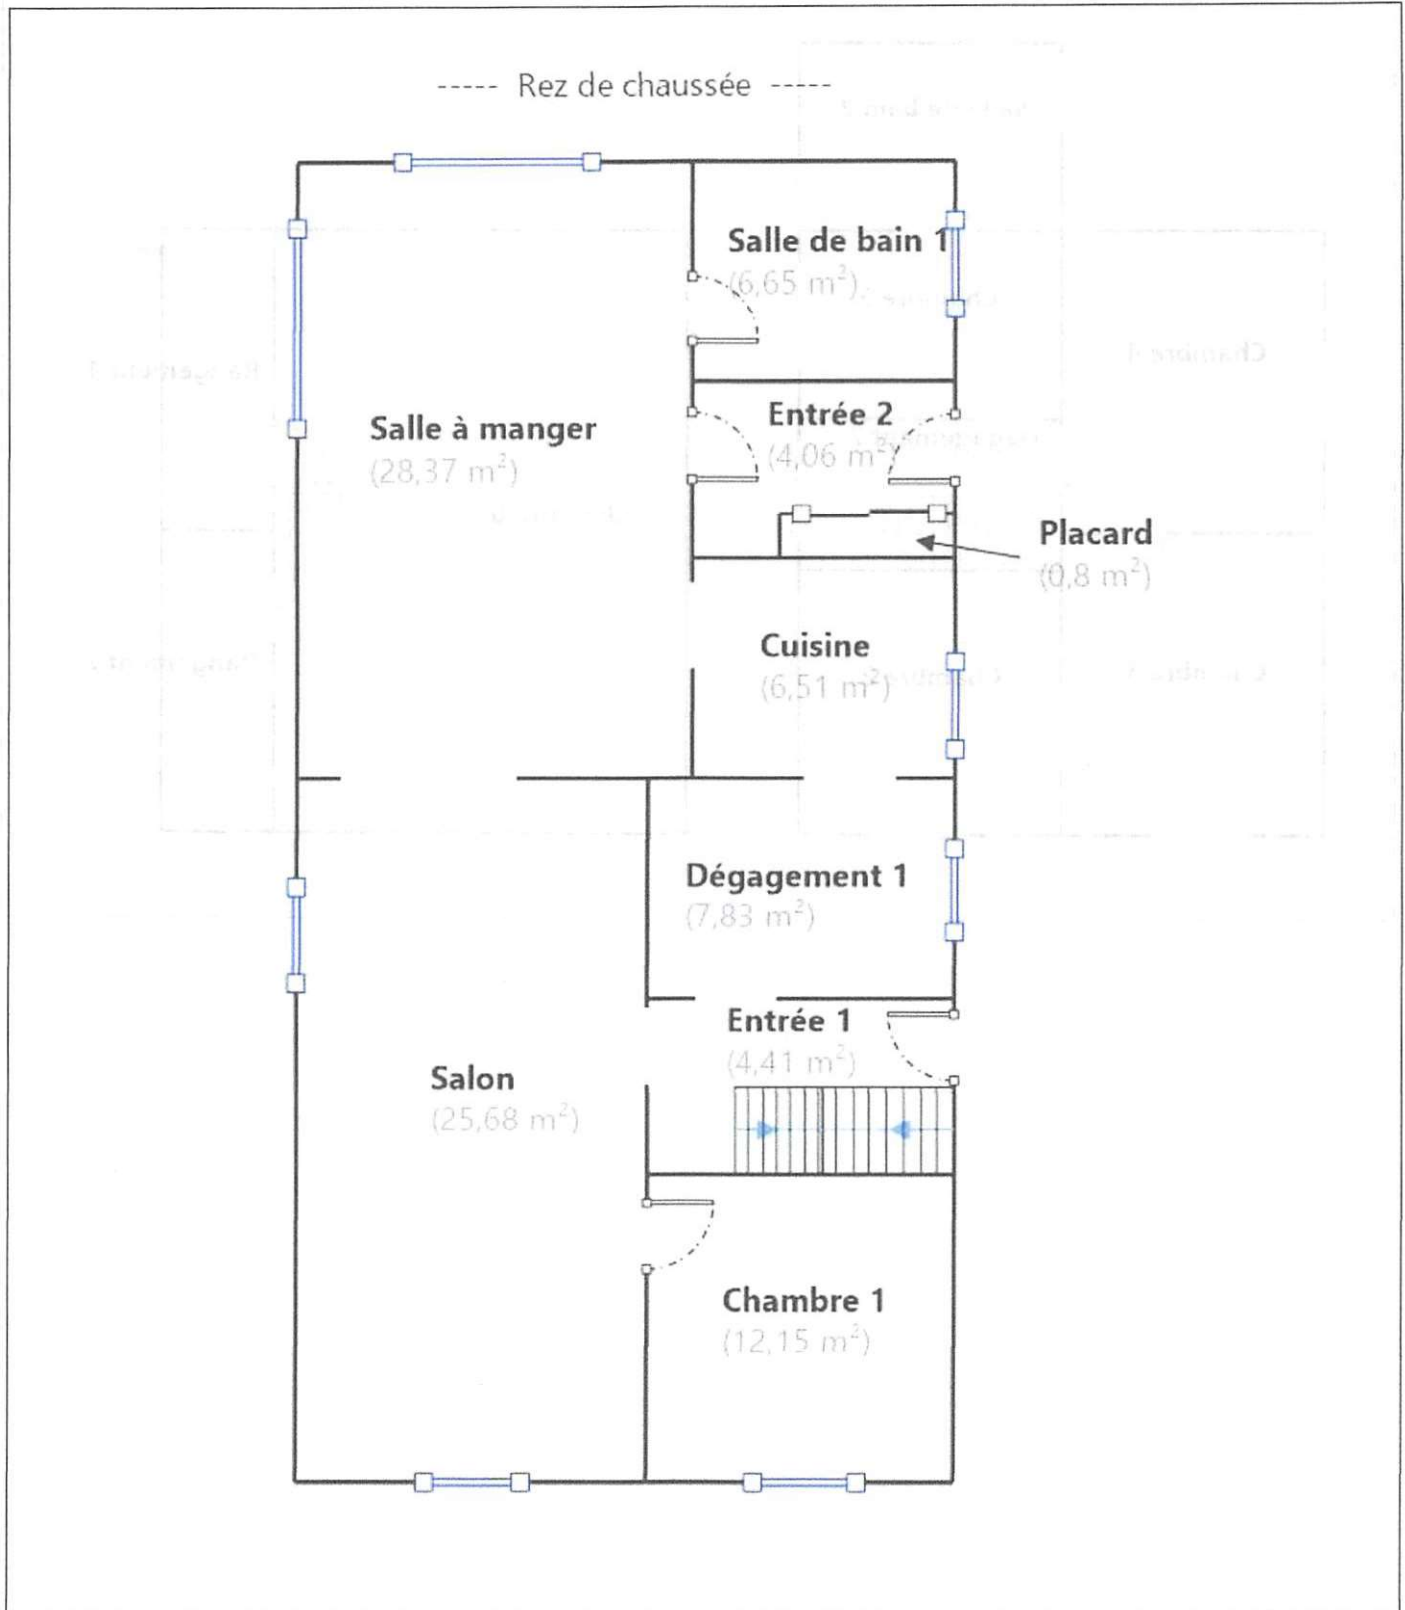 ----- Rez de chaussée -----
Salle de bain 1
(6,65 m²)
Salle à manger
(28,37 m²)
Entrée 2
(4,06 m²)
Placard
(0,8 m²)
Cuisine
(6,51 m²)
Dégagement 1
(7,83 m²)
Entrée 1
(4,41 m²)
Salon
(25,68 m²)
Chambre 1
(12,15 m²)